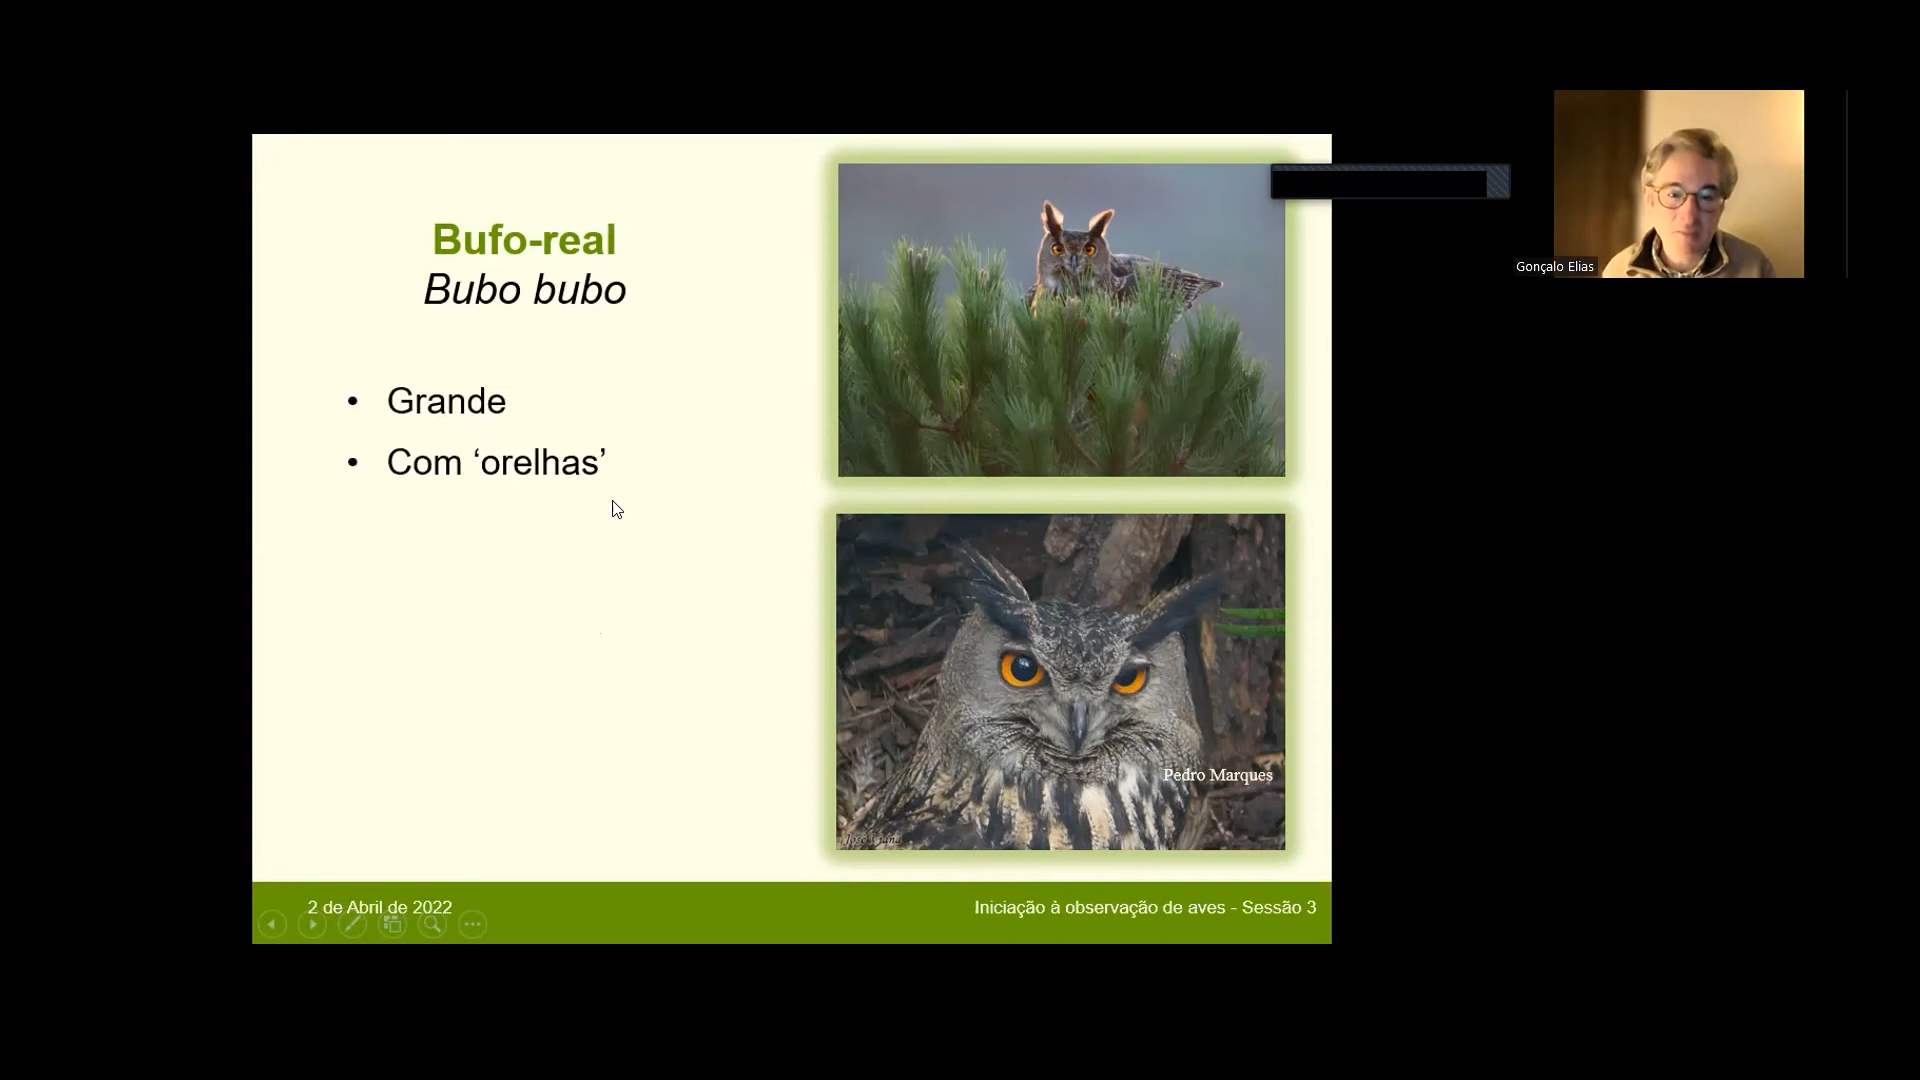 Bufo-real
Bubo bubo
• Grande
• Com ‘orelhas’
Pedro Marques
2 de Abril de 2022
Iniciação à observação de aves - Sessão 3
Gonçalo Elias